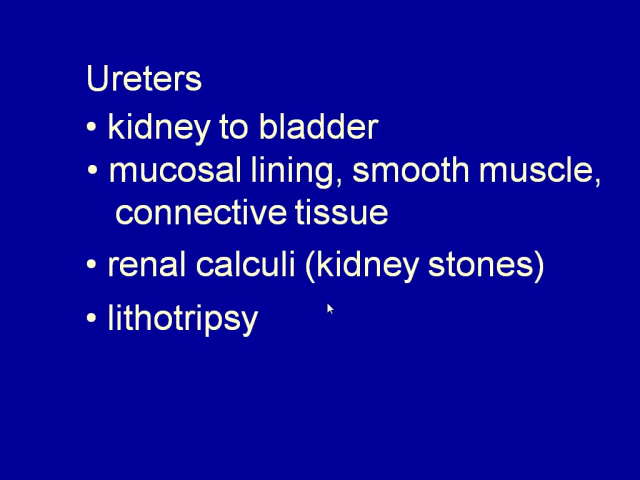 Ureters
• kidney to bladder
• mucosal lining, smooth muscle,
connective tissue
• renal calculi (kidney stones)
• lithotripsy